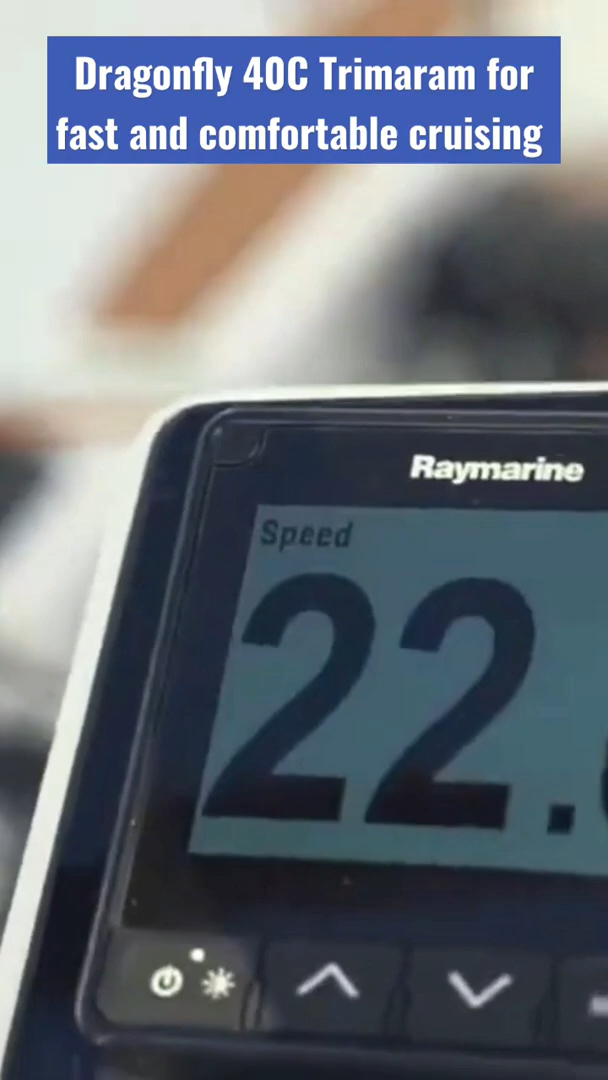 Dragonfly 40C Trimaram for
fast and comfortable cruising
Raymarine
Speed
22.